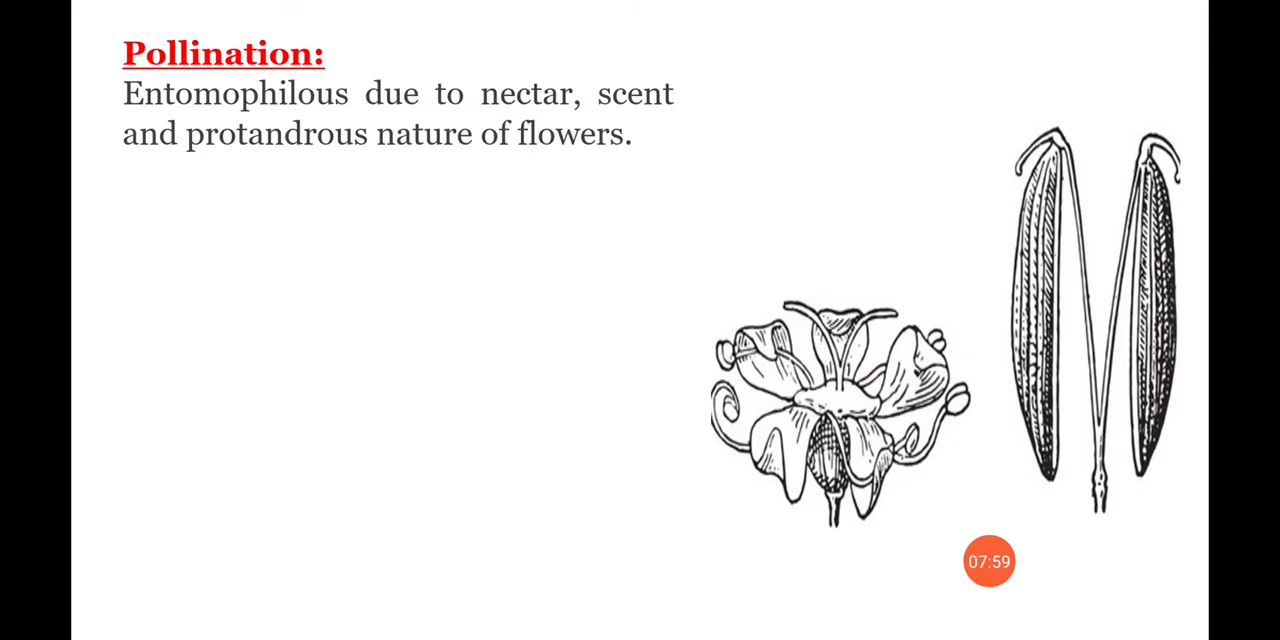 Pollination:
Entomophilous due to nectar, scent
and protandrous nature of flowers.
07:59